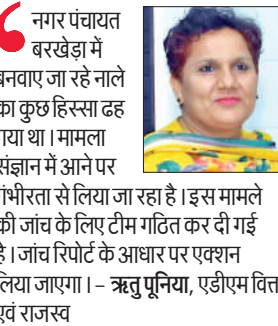 नगर पंचायत
बरखेड़ा में
बनवाए जा रहे नाले
का कुछ हिस्सा ढह
गया था। मामला
संज्ञान में आने पर
गंभीरता से लिया जा रहा है। इस मामले
की जांच के लिए टीम गठित कर दी गई
है। जांच रिपोर्ट के आधार पर एक्शन
लिया जाएगा। – ऋतु पूनिया, एडीएम वित्त
एवं राजस्व